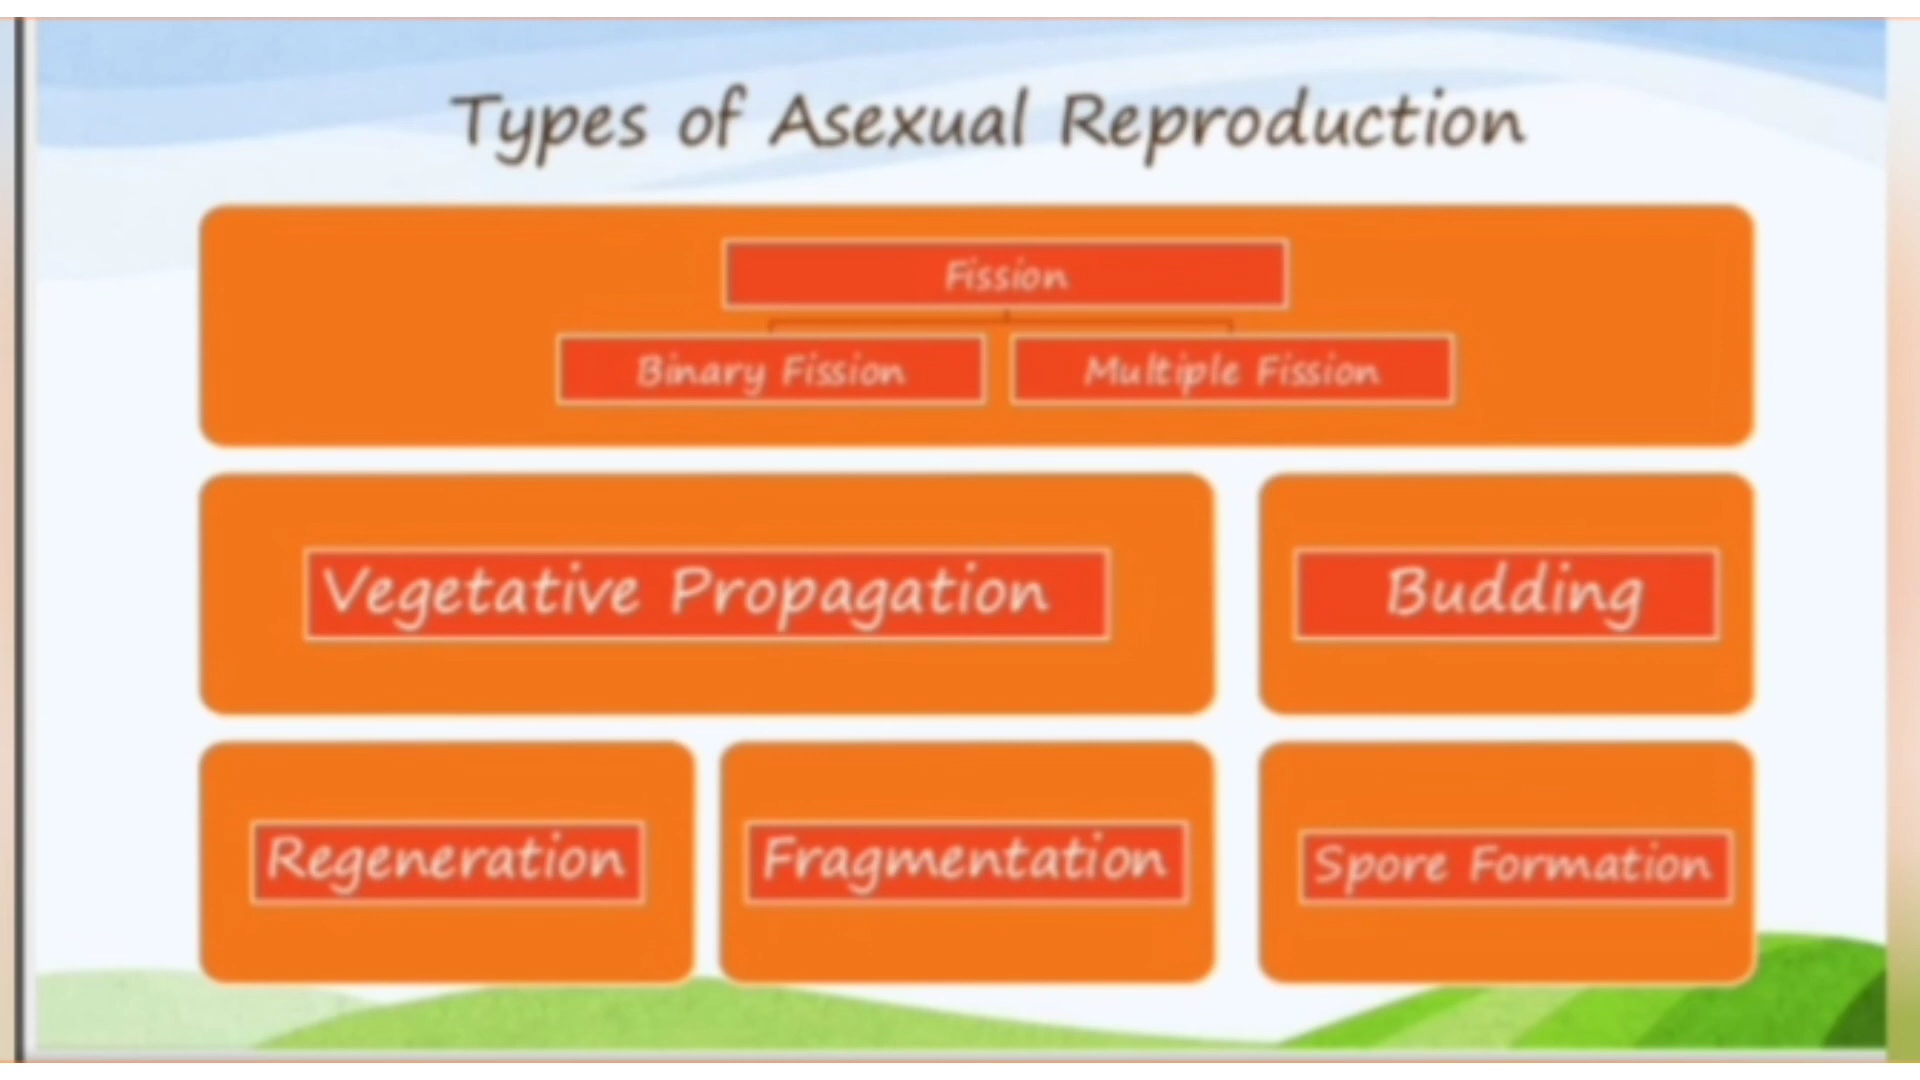 Types of Asexual Reproduction
Fission
Binary Fission
Multiple Fission
Vegetative Propagation
Budding
Regeneration
Fragmentation
Spore Formation